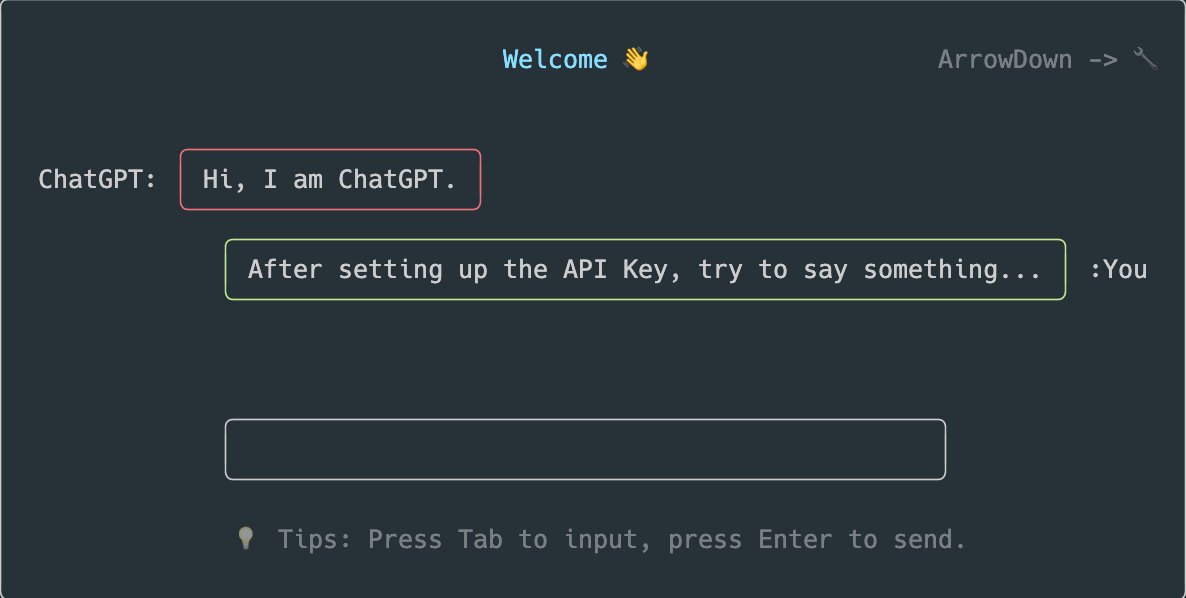 Welcome 👋
ArrowDown -> 🔧
ChatGPT: Hi, I am ChatGPT.
After setting up the API Key, try to say something... :You
💡 Tips: Press Tab to input, press Enter to send.